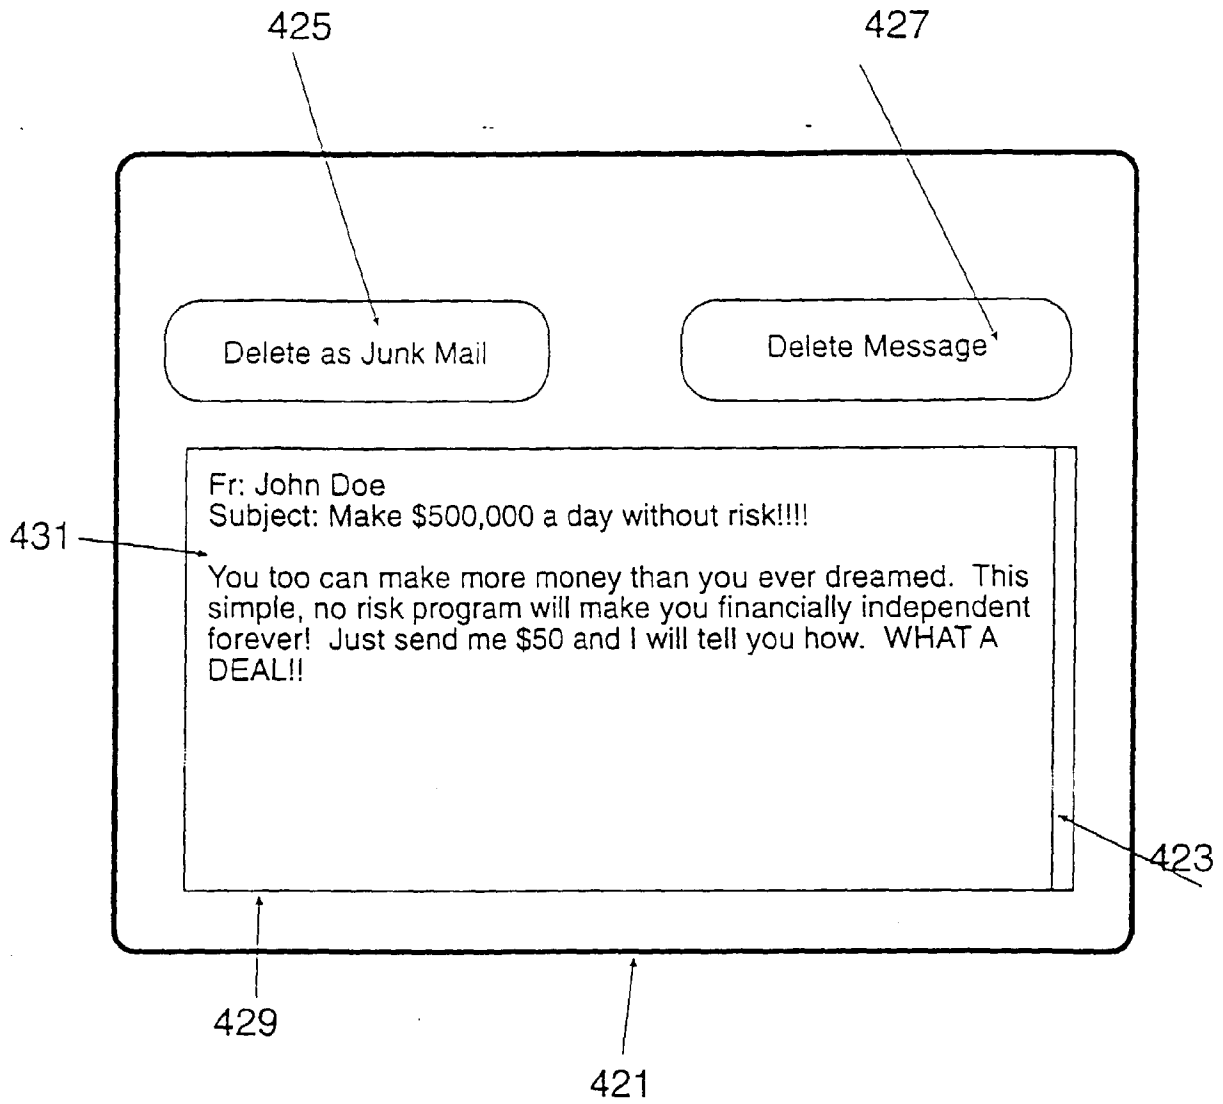 425
427
Delete as Junk Mail
Delete Message
Fr: John Doe
Subject: Make $500,000 a day without risk!!!!
431
You too can make more money than you ever dreamed. This
simple, no risk program will make you financially independent
forever! Just send me $50 and I will tell you how. WHAT A
DEAL!!
423
429
421